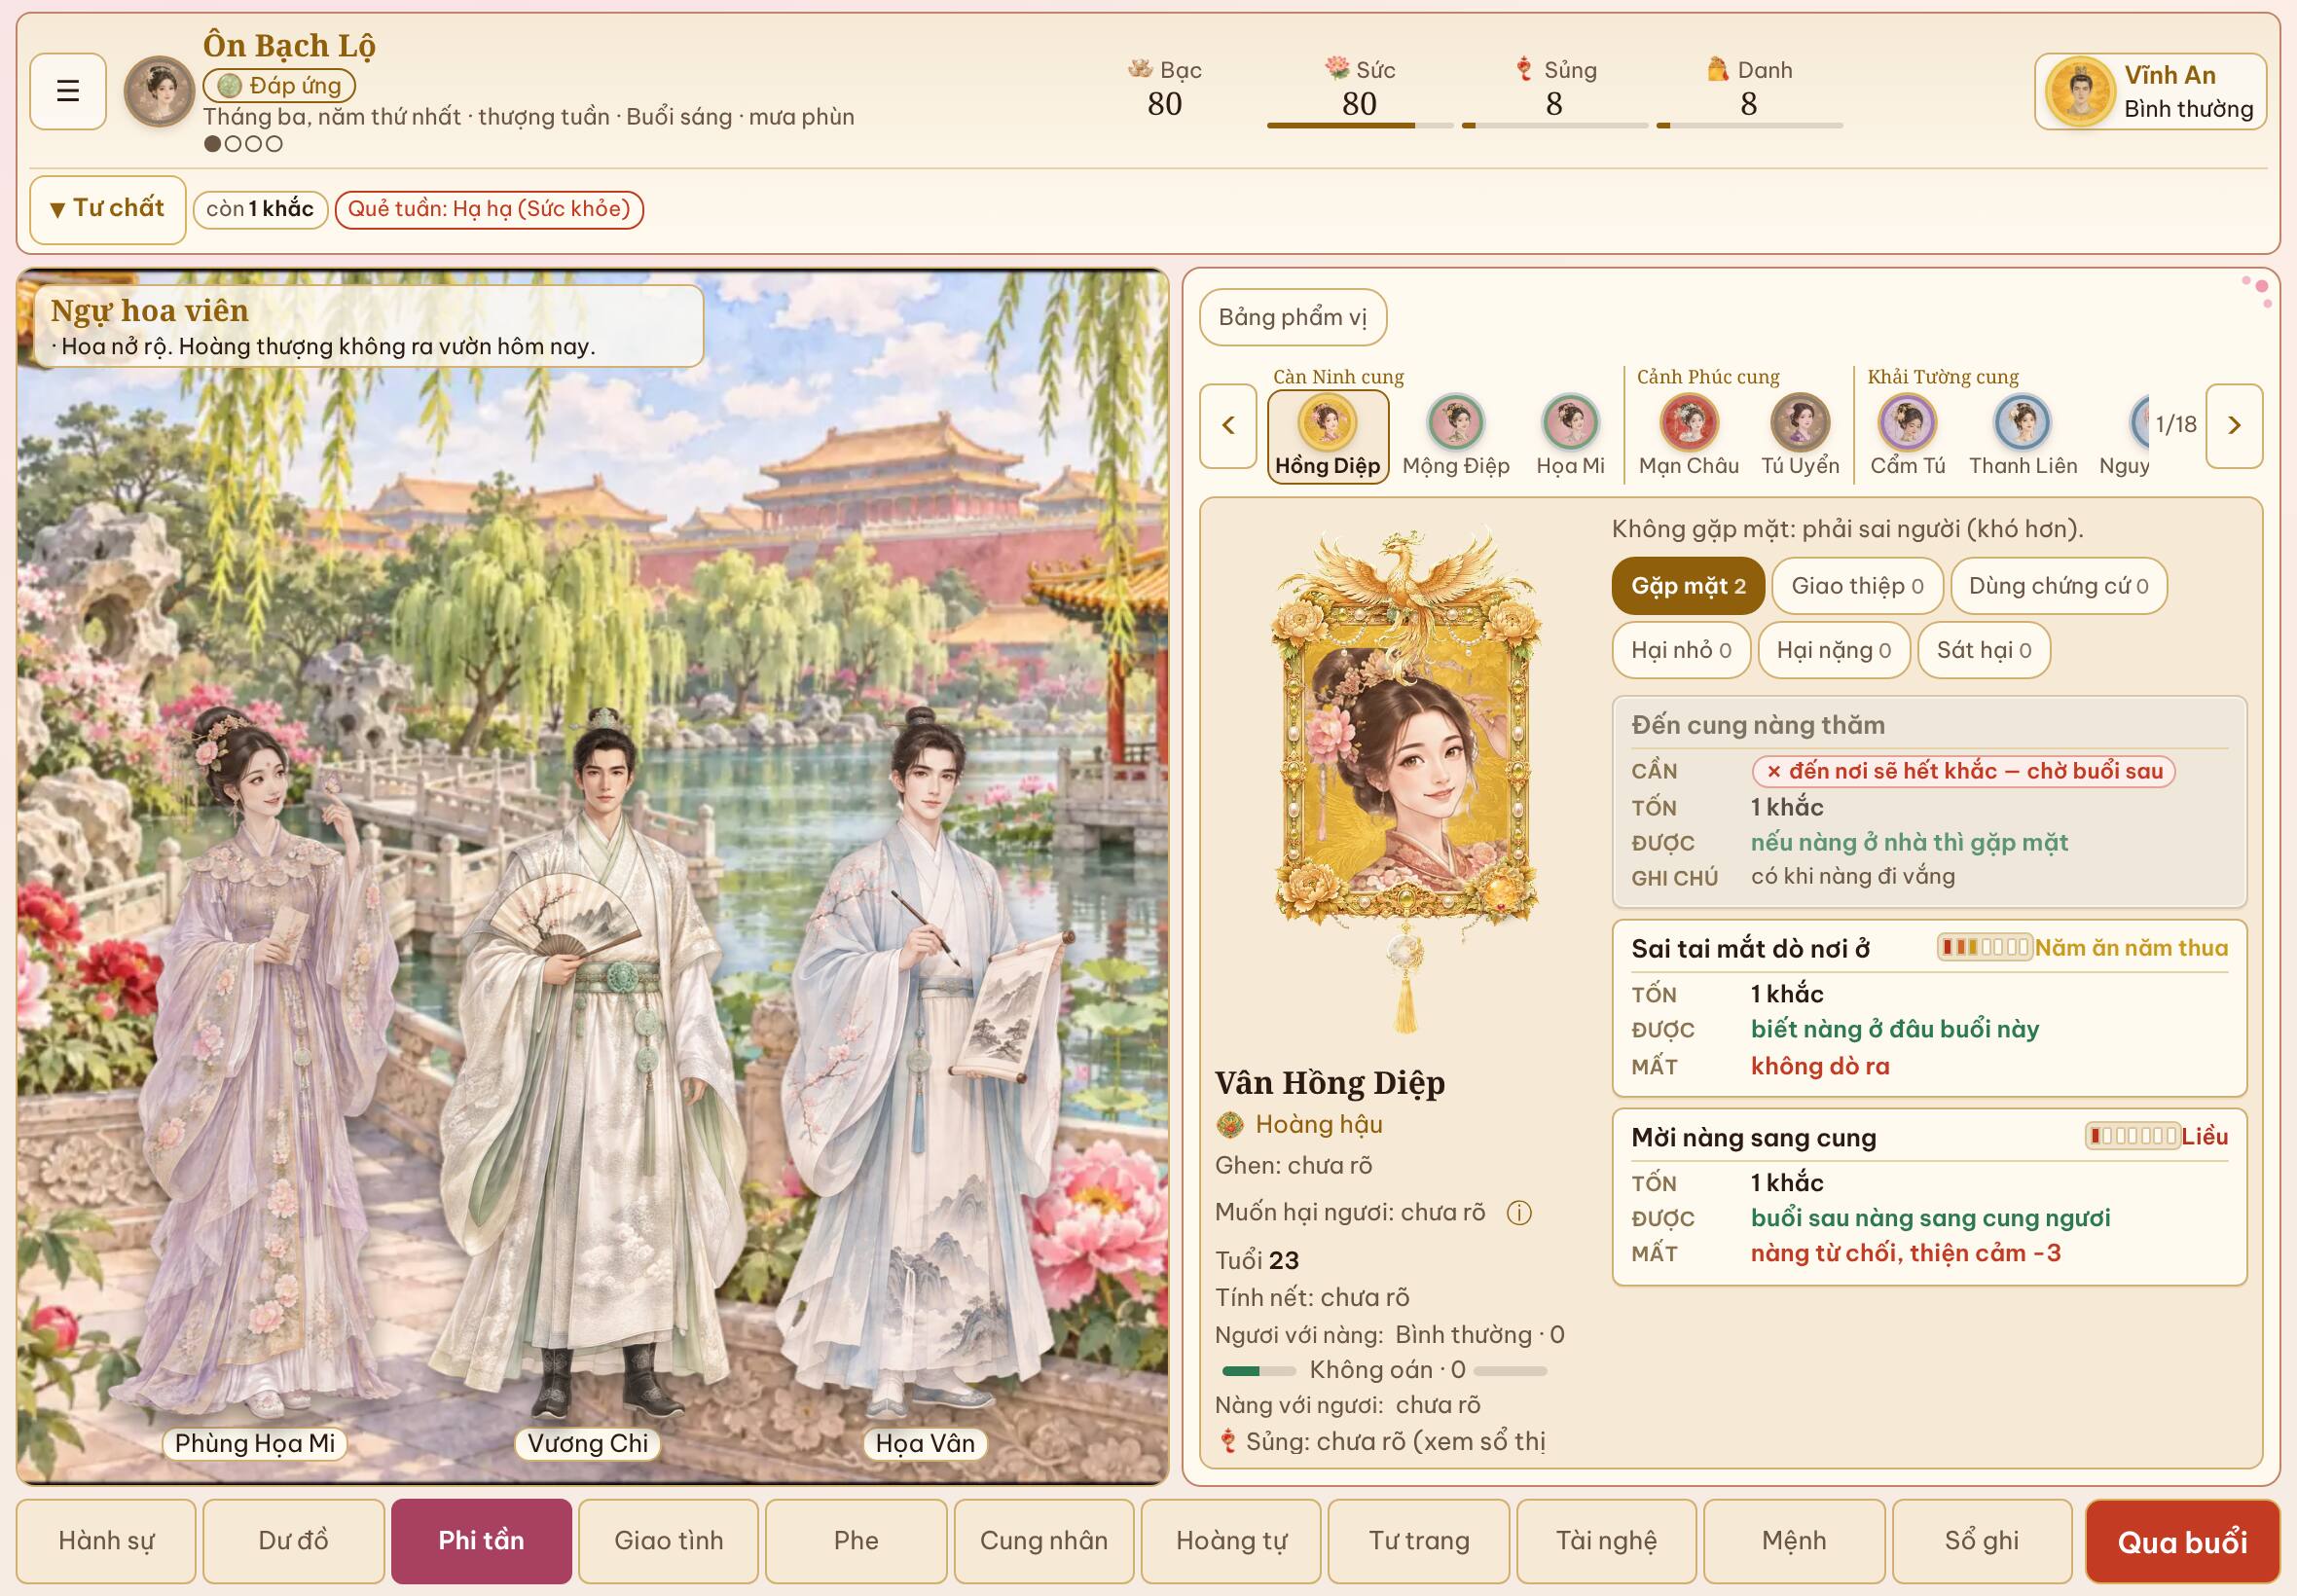 ☰
Ôn Bạch Lộ
Đáp ứng
Tháng ba, năm thứ nhất · thượng tuần · Buổi sáng · mưa phùn
Bạc
80
Sức
80
Sủng
8
Danh
8
Vĩnh An
Bình thường
▼ Tư chất
còn 1 khắc
Quẻ tuần: Hạ hạ (Sức khỏe)
Ngự hoa viên
· Hoa nở rộ. Hoàng thượng không ra vườn hôm nay.
Phùng Họa Mi
Vương Chi
Họa Vân
Bảng phẩm vị
Càn Ninh cung
Cảnh Phúc cung
Khải Tường cung
Hồng Diệp
Mộng Điệp
Họa Mi
Mạn Châu
Tú Uyển
Cẩm Tú
Thanh Liên
Nguy
1/18
Vân Hồng Diệp
Hoàng hậu
Ghen: chưa rõ
Muốn hại ngươi: chưa rõ ⓘ
Tuổi 23
Tính nết: chưa rõ
Ngươi với nàng: Bình thường · 0
Không oán · 0
Nàng với ngươi: chưa rõ
Sủng: chưa rõ (xem sổ thị
Không gặp mặt: phải sai người (khó hơn).
Gặp mặt 2
Giao thiệp 0
Dùng chứng cứ 0
Hại nhỏ 0
Hại nặng 0
Sát hại 0
Đến cung nàng thăm
CẦN × đến nơi sẽ hết khắc — chờ buổi sau
TỐN 1 khắc
ĐƯỢC nếu nàng ở nhà thì gặp mặt
GHI CHÚ có khi nàng đi vắng
Sai tai mắt dò nơi ở Năm ăn năm thua
TỐN 1 khắc
ĐƯỢC biết nàng ở đâu buổi này
MẤT không dò ra
Mời nàng sang cung Liều
TỐN 1 khắc
ĐƯỢC buổi sau nàng sang cung ngươi
MẤT nàng từ chối, thiện cảm -3
Hành sự
Dư đồ
Phi tần
Giao tình
Phe
Cung nhân
Hoàng tự
Tư trang
Tài nghệ
Mệnh
Sổ ghi
Qua buổi